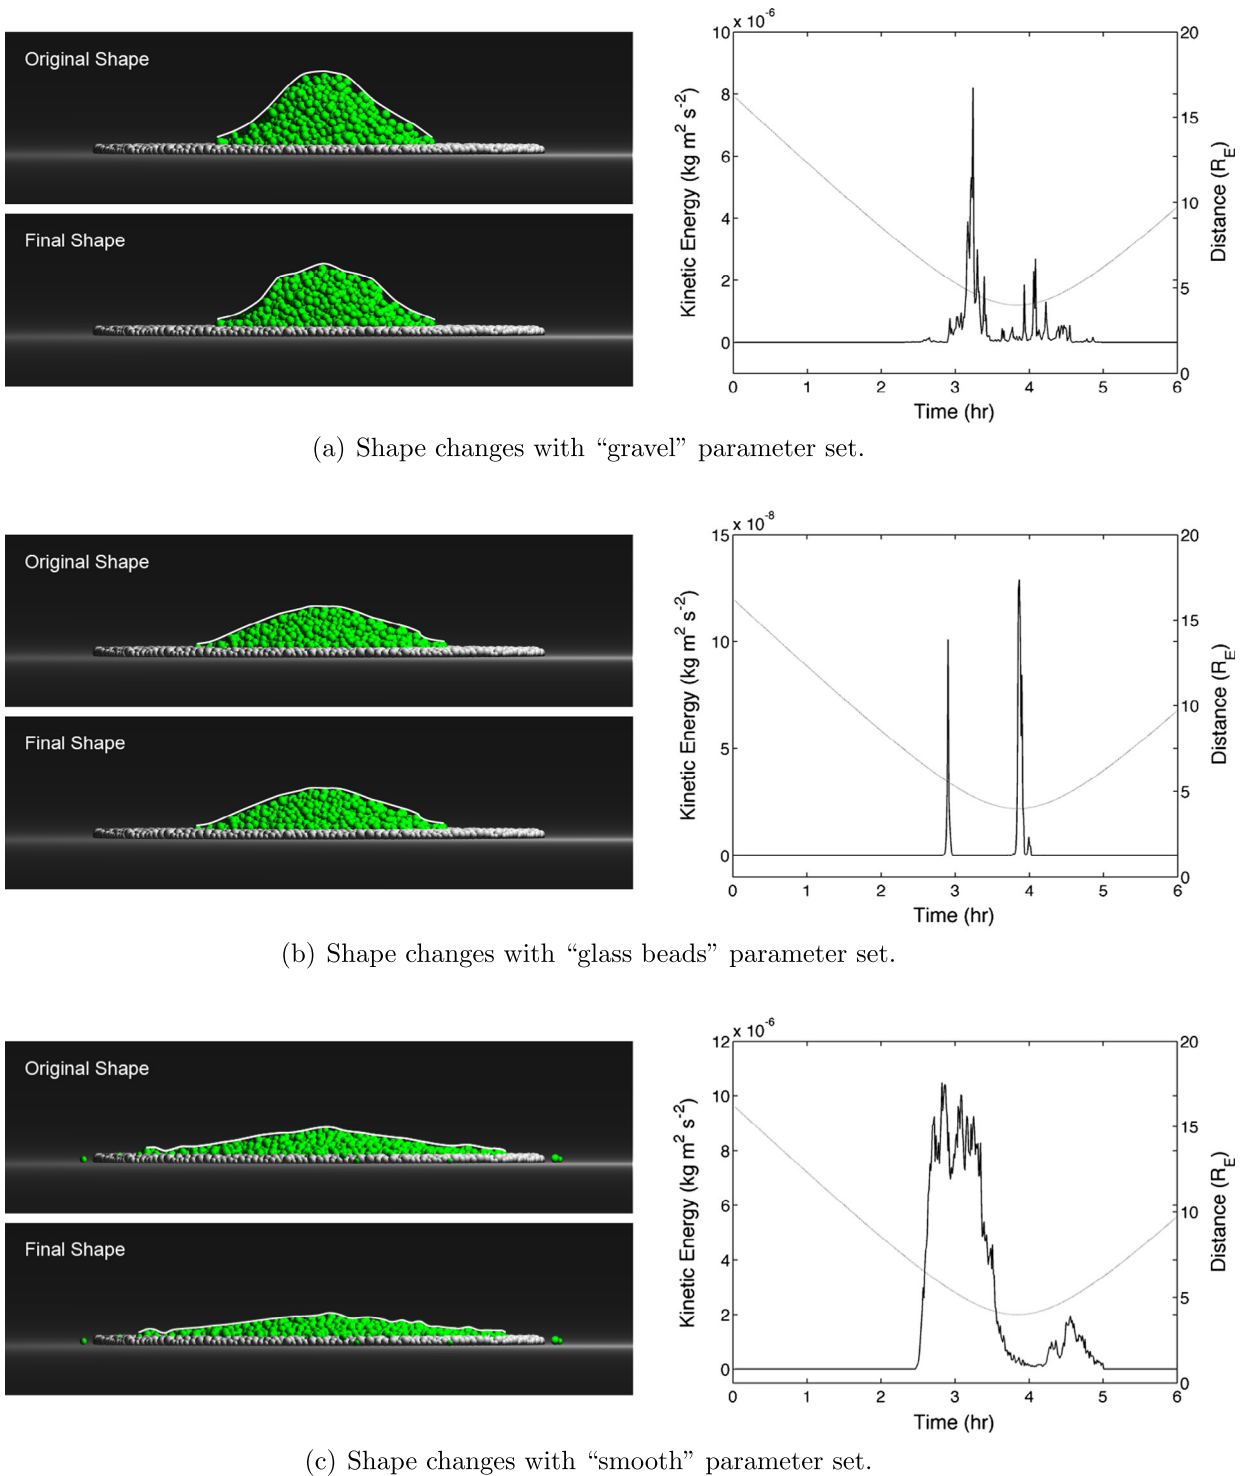 Original Shape
Final Shape
10 x 10^-6
8
6
4
2
0
Kinetic Energy (kg m^2 s^-2)
20
15
10
5
0
Distance (R_E)
0 1 2 3 4 5 6
Time (hr)
(a) Shape changes with “gravel” parameter set.
Original Shape
Final Shape
15 x 10^-8
10
5
0
Kinetic Energy (kg m^2 s^-2)
20
15
10
5
0
Distance (R_E)
0 1 2 3 4 5 6
Time (hr)
(b) Shape changes with “glass beads” parameter set.
Original Shape
Final Shape
12 x 10^-6
10
8
6
4
2
0
Kinetic Energy (kg m^2 s^-2)
20
15
10
5
0
Distance (R_E)
0 1 2 3 4 5 6
Time (hr)
(c) Shape changes with “smooth” parameter set.